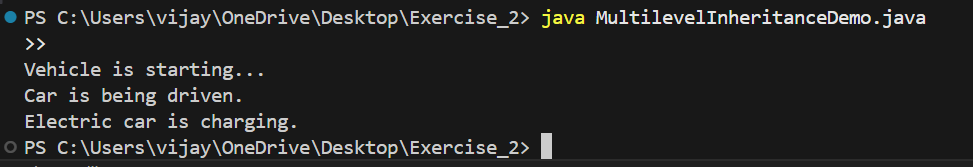 PS C:\Users\vijay\OneDrive\Desktop\Exercise_2> java MultilevelInheritanceDemo.java
>>
Vehicle is starting...
Car is being driven.
Electric car is charging.
PS C:\Users\vijay\OneDrive\Desktop\Exercise_2>